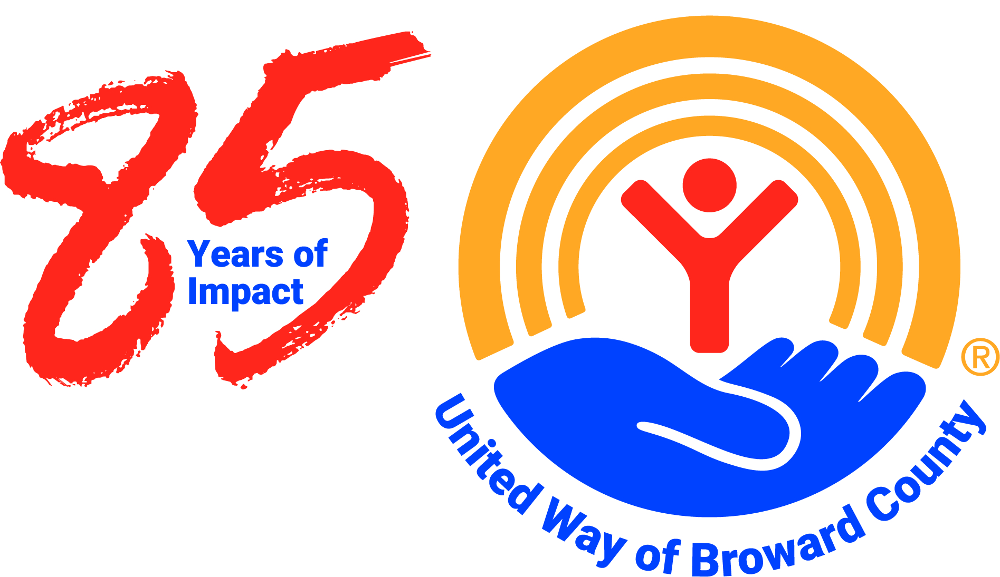 85
Years of
Impact
United Way of Broward County
®